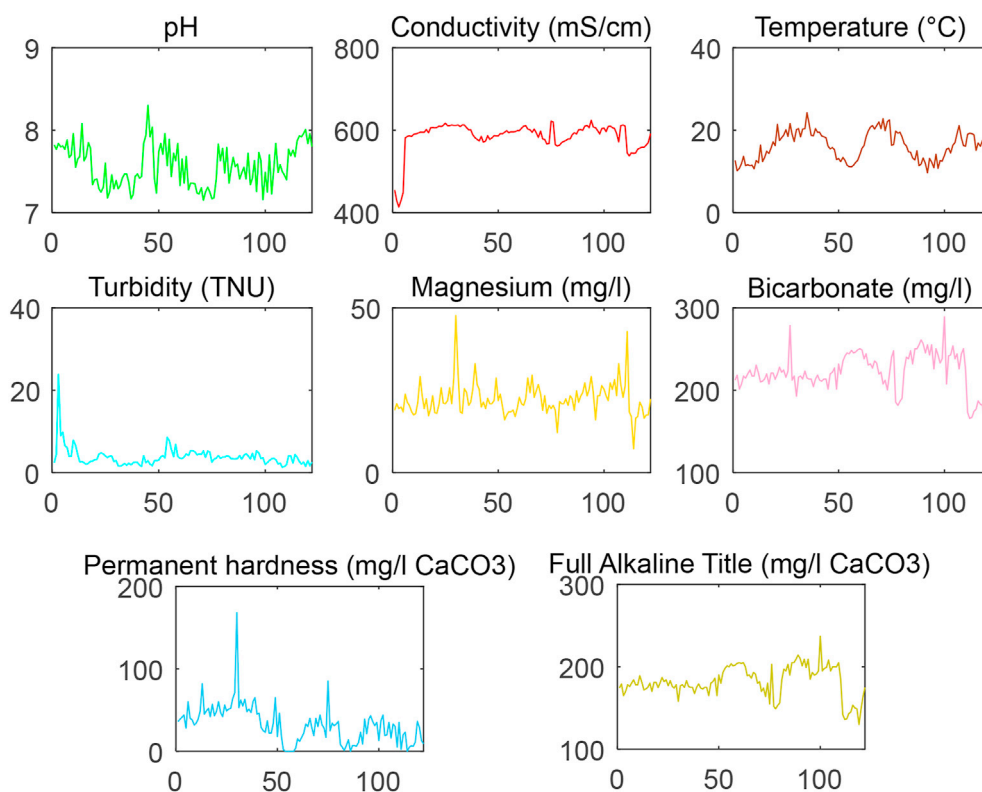 pH
9
8
7
0 50 100
Conductivity (mS/cm)
800
600
400
0 50 100
Temperature (°C)
40
20
0
0 50 100
Turbidity (TNU)
40
20
0
0 50 100
Magnesium (mg/l)
50
0
0 50 100
Bicarbonate (mg/l)
300
200
100
0 50 100
Permanent hardness (mg/l CaCO3)
200
100
0
0 50 100
Full Alkaline Title (mg/l CaCO3)
300
200
100
0 50 100